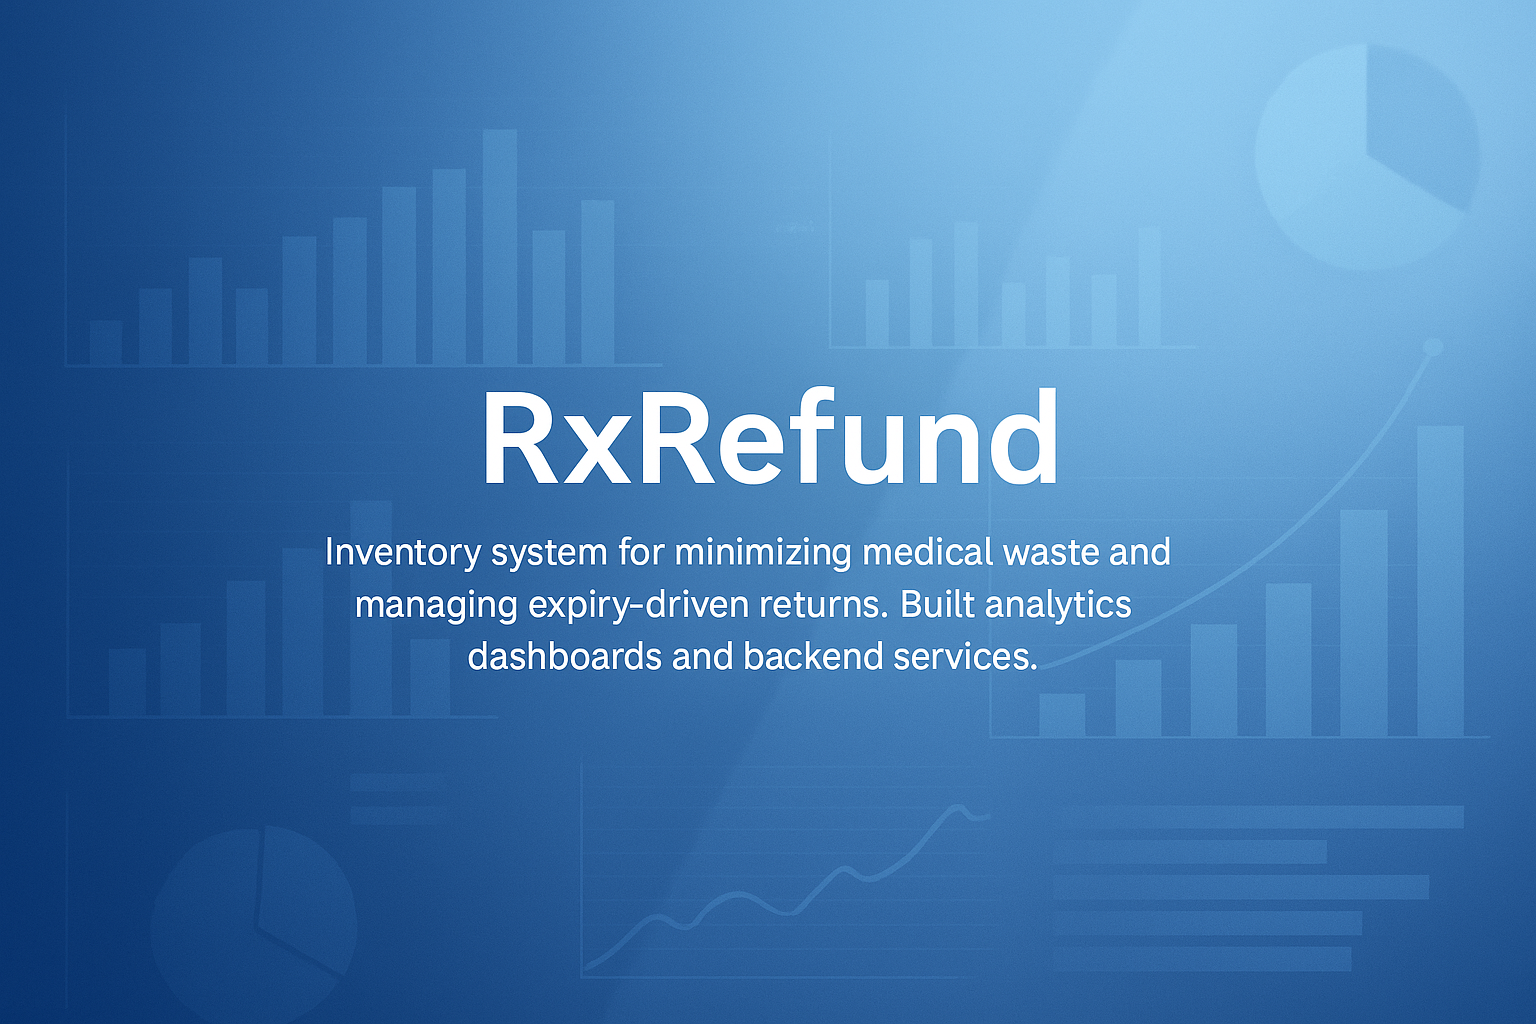 RxRefund
Inventory system for minimizing medical waste and
managing expiry-driven returns. Built analytics
dashboards and backend services.